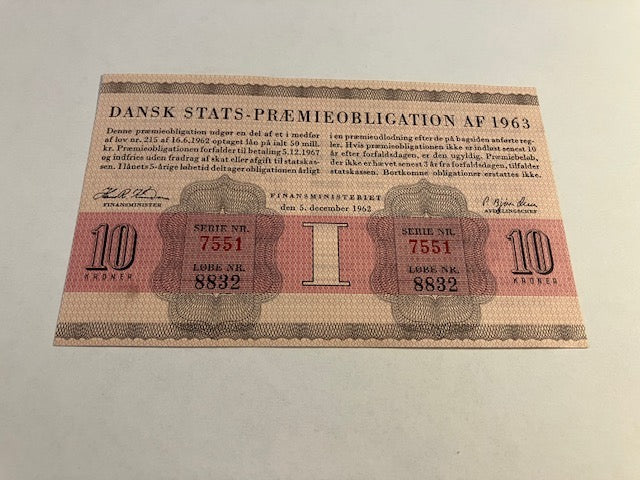 DANSK STATS-PRÆMIEOBLIGATION AF 1963
Denne præmieobligation udgør en del af et i medfør
af lov nr. 215 af 16.6.1962 optaget lån på ialt 50 mill.
kr. Præmieobligationen forfalder til betaling 5.12.1967
og indfries uden fradrag af skat eller afgift til statskas-
sen. I lånets 5-årige løbetid deltager obligationen årligt
i en præmieudlodning efter de på bagsiden anførte reg-
ler. Hvis præmieobligationen ikke er indløst senest 10
år efter forfaldsdagen, er den ugyldig. Præmiebeløb,
der ikke er hævet senest 3 år fra forfaldsdagen, tilfalder
statskassen. Bortkomne obligationer erstattes ikke.
FINANSMINISTERIET
den 5. december 1962
FINANSMINISTER
AFDELINGSCHEF
10
KRONER
SERIE NR.
7551
LØBE NR.
8832
I
SERIE NR.
7551
LØBE NR.
8832
10
KRONER